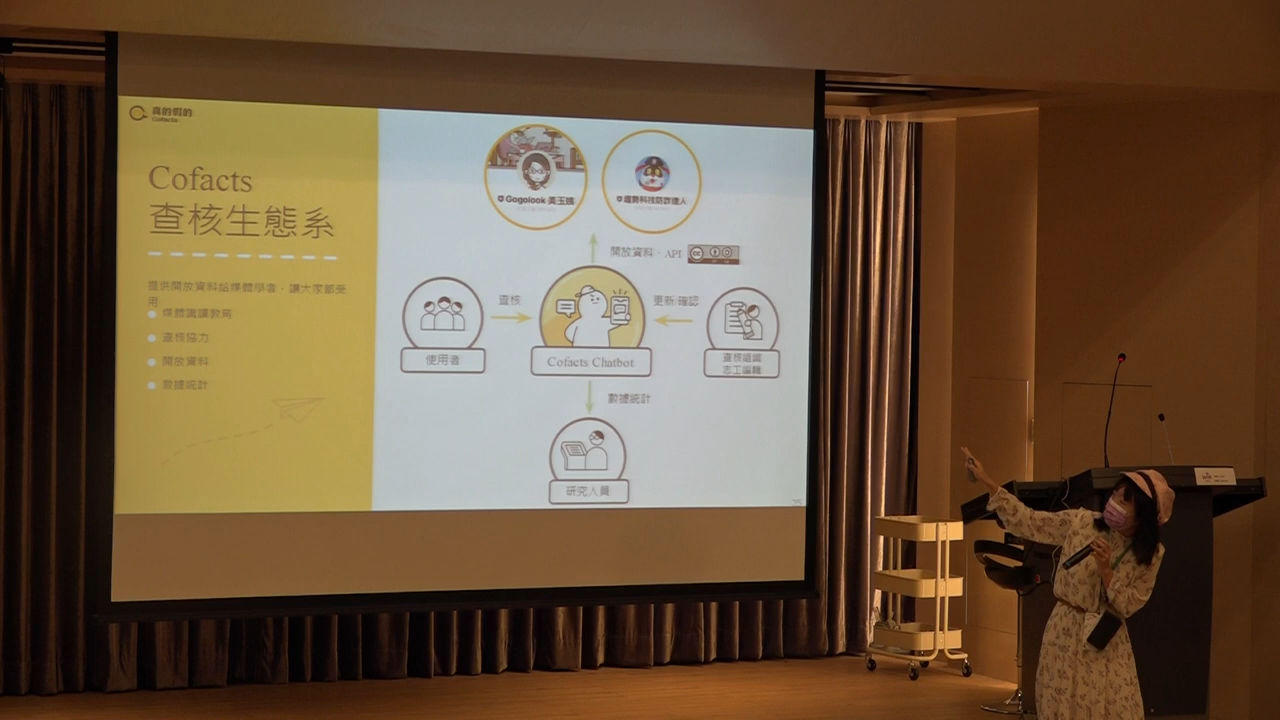 真的假的
Cofacts
Cofacts
查核生態系
提供開放資料給媒體學者，讓大家都受
用
媒體識讀教育
查核協力
開放資料
數據統計
Gogolook 美玉姨
趨勢科技防詐達人
開放資料、API
查核
更新/確認
使用者
Cofacts Chatbot
查核組織
志工編輯
數據統計
研究人員